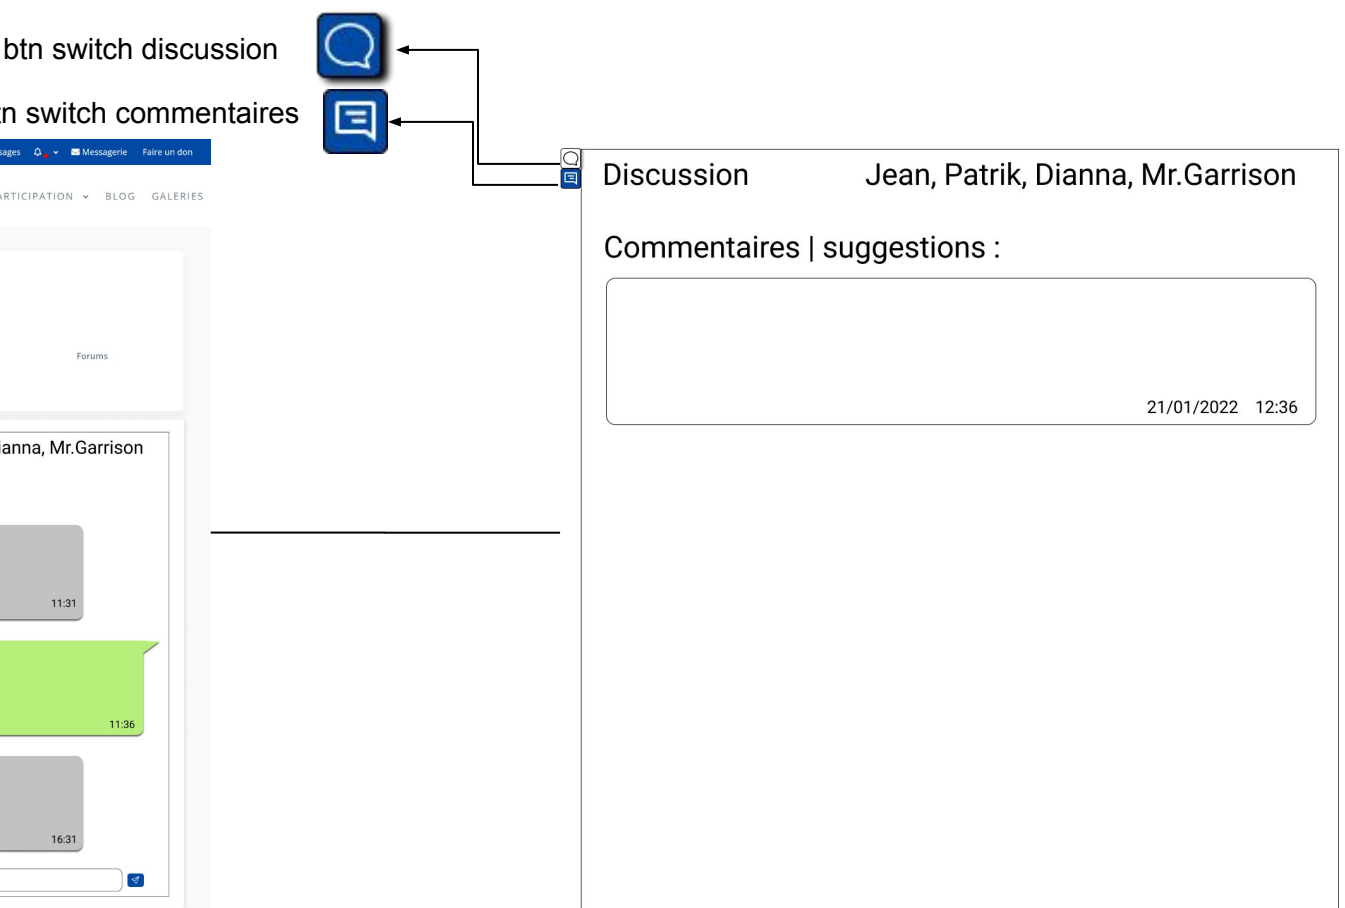 btn switch discussion
tn switch commentaires
sages
Messagerie
Faire un don
ARTICIPATION
BLOG
GALERIES
Forums
ianna, Mr.Garrison
11:31
11:36
16:31
Discussion
Jean, Patrik, Dianna, Mr.Garrison
Commentaires | suggestions :
21/01/2022 12:36